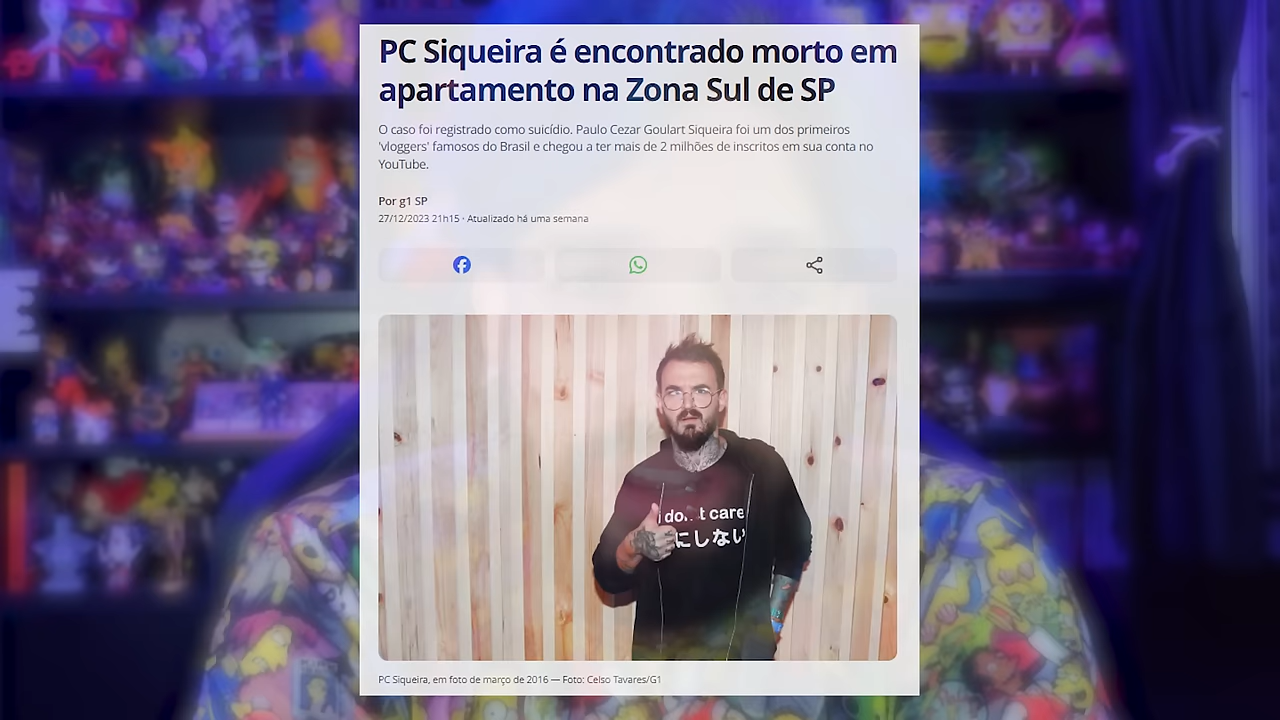 PC Siqueira é encontrado morto em
apartamento na Zona Sul de SP
O caso foi registrado como suicídio. Paulo Cezar Goulart Siqueira foi um dos primeiros
'vloggers' famosos do Brasil e chegou a ter mais de 2 milhões de inscritos em sua conta no
YouTube.
Por g1 SP
27/12/2023 21h15 · Atualizado há uma semana
care
にしない
PC Siqueira, em foto de março de 2016 — Foto: Celso Tavares/G1